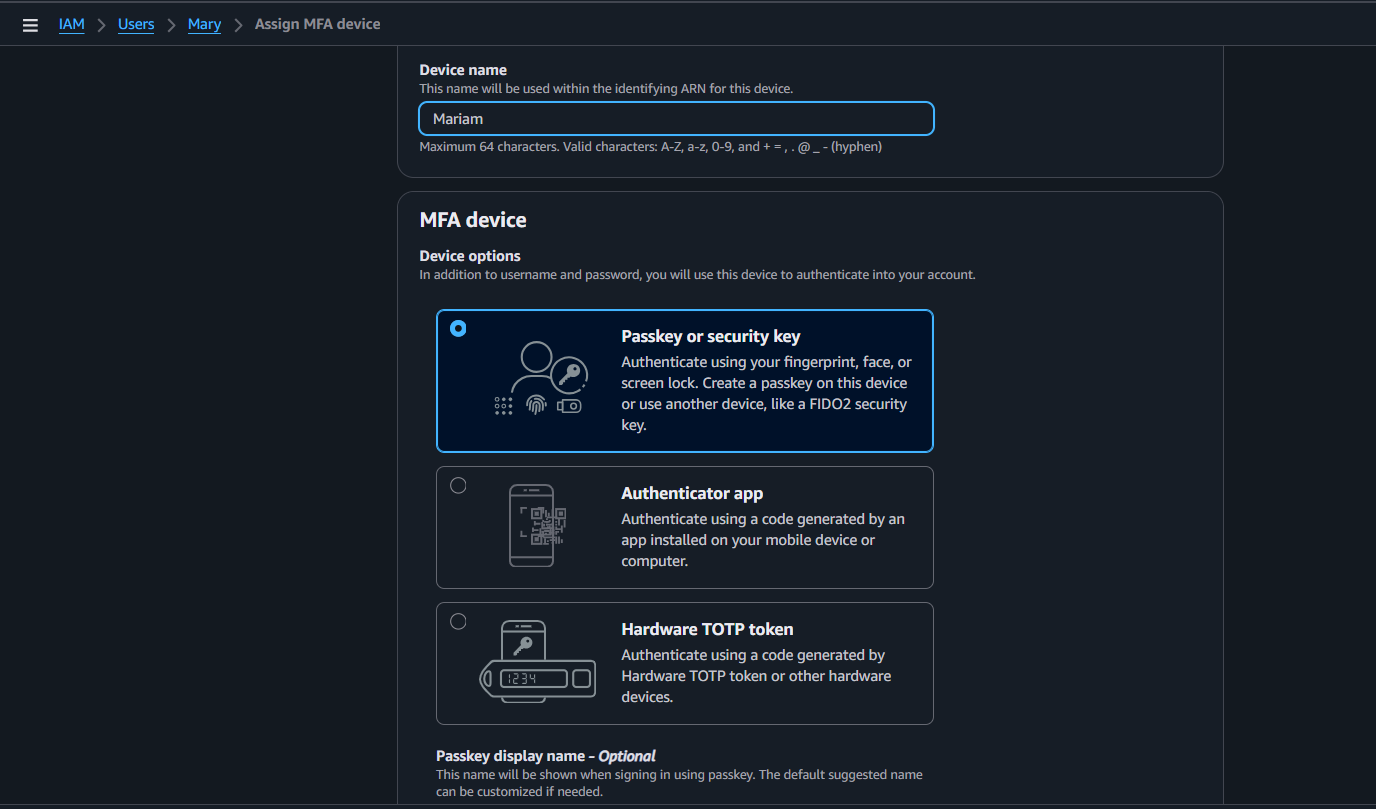 IAM > Users > Mary > Assign MFA device
Device name
This name will be used within the identifying ARN for this device.
Mariam
Maximum 64 characters. Valid characters: A-Z, a-z, 0-9, and + = , . @ _ - (hyphen)
MFA device
Device options
In addition to username and password, you will use this device to authenticate into your account.
Passkey or security key
Authenticate using your fingerprint, face, or
screen lock. Create a passkey on this device
or use another device, like a FIDO2 security
key.
Authenticator app
Authenticate using a code generated by an
app installed on your mobile device or
computer.
1234
Hardware TOTP token
Authenticate using a code generated by
Hardware TOTP token or other hardware
devices.
Passkey display name - Optional
This name will be shown when signing in using passkey. The default suggested name
can be customized if needed.